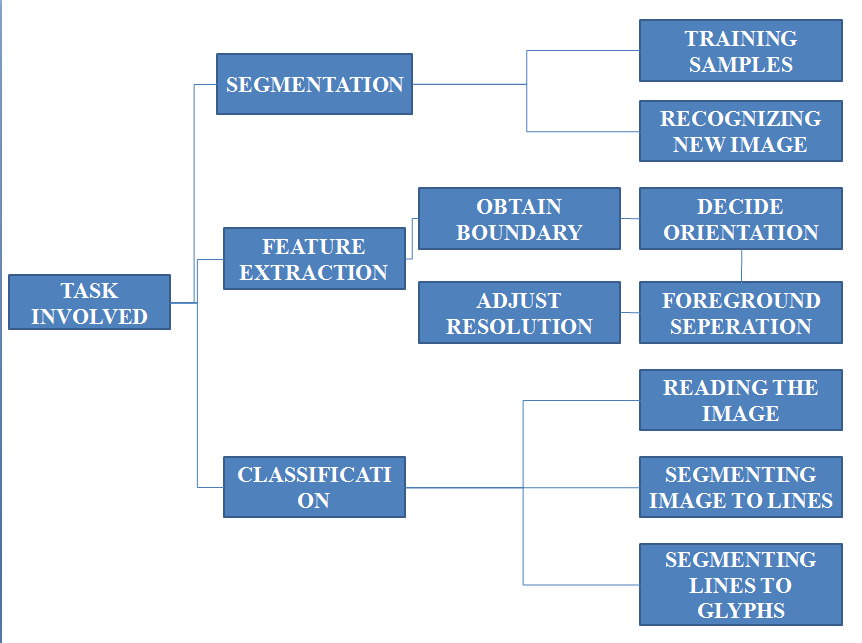 TASK
INVOLVED
SEGMENTATION
TRAINING
SAMPLES
RECOGNIZING
NEW IMAGE
FEATURE
EXTRACTION
OBTAIN
BOUNDARY
DECIDE
ORIENTATION
ADJUST
RESOLUTION
FOREGROUND
SEPERATION
CLASSIFICATI
ON
READING THE
IMAGE
SEGMENTING
IMAGE TO LINES
SEGMENTING
LINES TO
GLYPHS